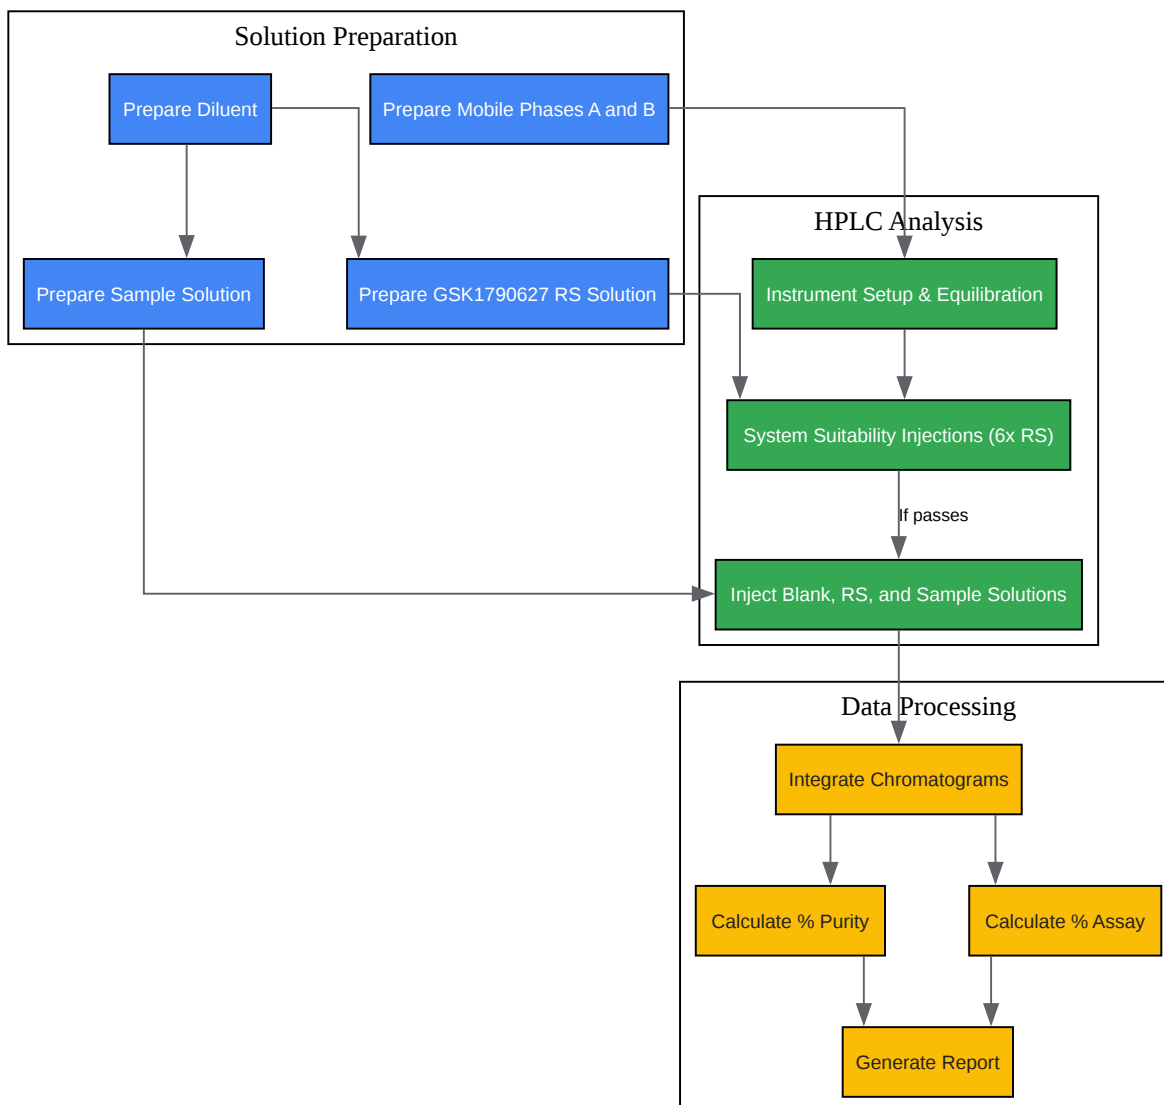 Solution Preparation
Prepare Diluent
Prepare Mobile Phases A and B
Prepare Sample Solution
Prepare GSK1790627 RS Solution
HPLC Analysis
Instrument Setup & Equilibration
System Suitability Injections (6x RS)
If passes
Inject Blank, RS, and Sample Solutions
Data Processing
Integrate Chromatograms
Calculate % Purity
Calculate % Assay
Generate Report